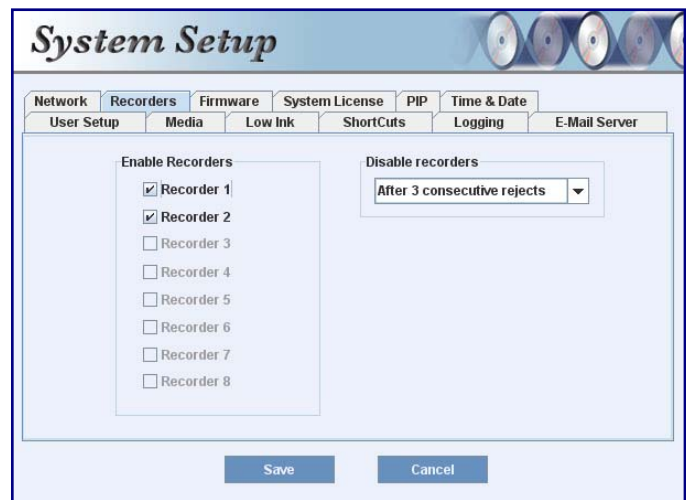 System Setup
Network Recorders Firmware System License PIP Time & Date
User Setup Media Low Ink ShortCuts Logging E-Mail Server
Enable Recorders Disable recorders
Recorder 1 After 3 consecutive rejects
Recorder 2
Recorder 3
Recorder 4
Recorder 5
Recorder 6
Recorder 7
Recorder 8
Save Cancel